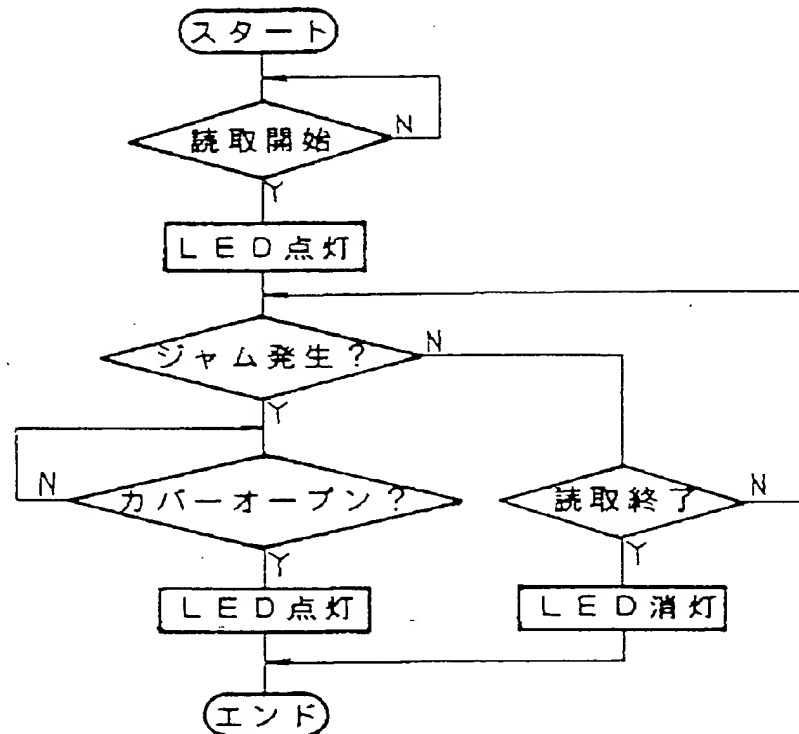 スタート
読取開始
N
Y
LED点灯
ジャム発生?
N
Y
カバーオープン?
N
Y
読取終了
N
Y
LED点灯
LED消灯
エンド